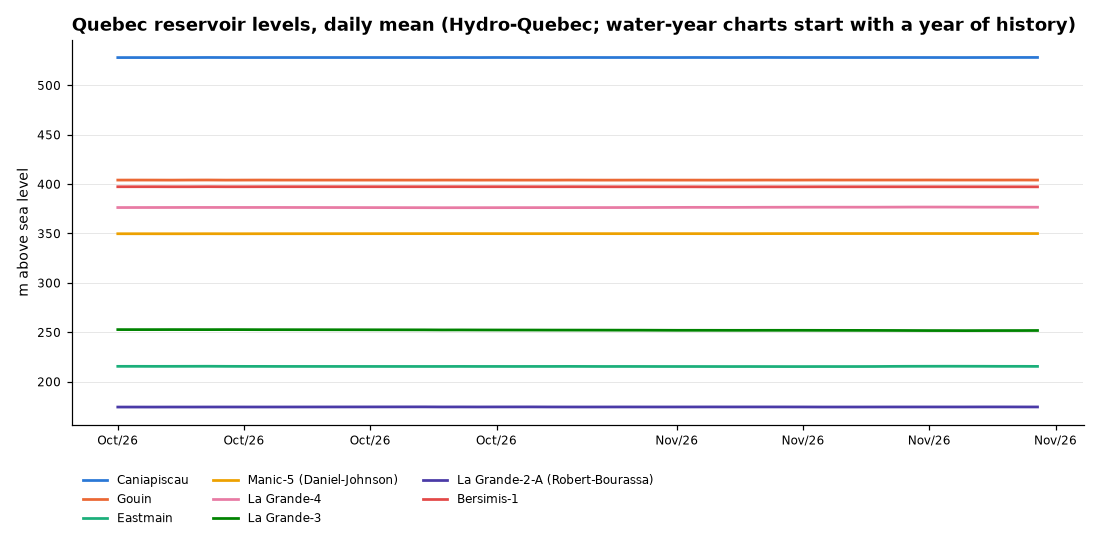 Quebec reservoir levels, daily mean (Hydro-Quebec; water-year charts start with a year of history)
m above sea level
500
450
400
350
300
250
200
Oct/26 Oct/26 Oct/26 Oct/26 Nov/26 Nov/26 Nov/26 Nov/26
Caniapiscau Manic-5 (Daniel-Johnson) La Grande-2-A (Robert-Bourassa)
Gouin La Grande-4 Bersimis-1
Eastmain La Grande-3